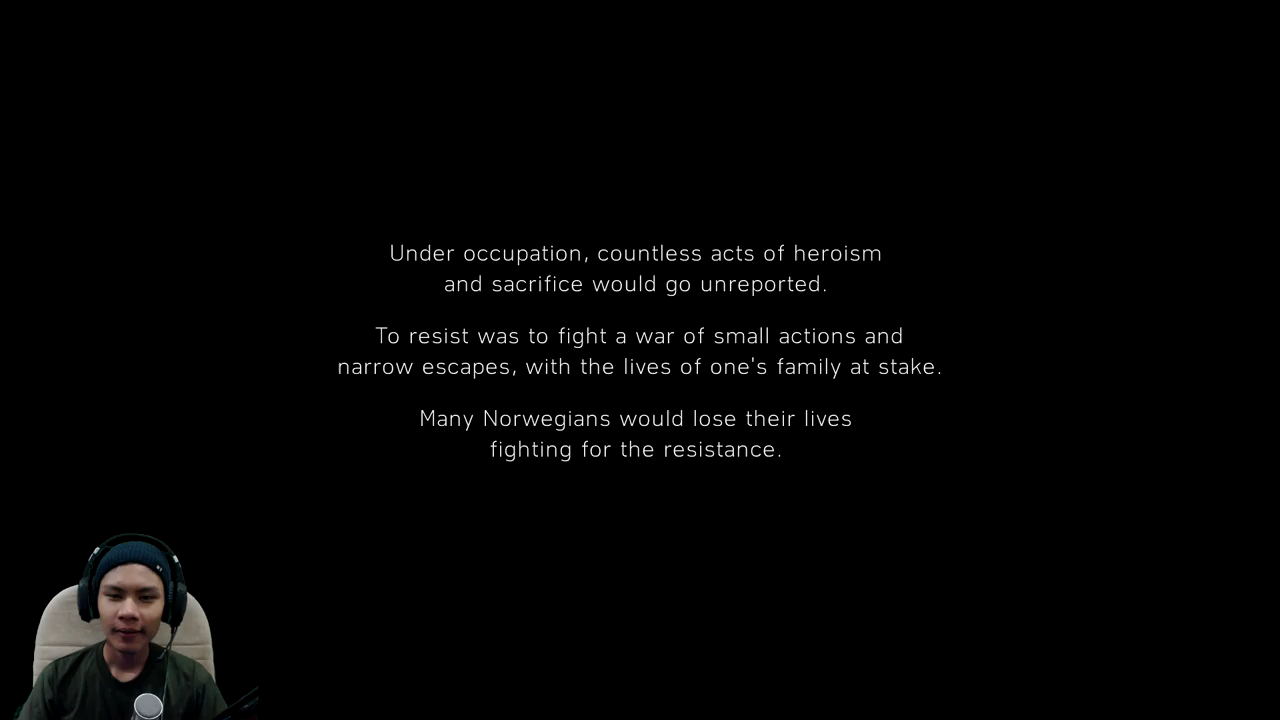 Under occupation, countless acts of heroism
and sacrifice would go unreported.
To resist was to fight a war of small actions and
narrow escapes, with the lives of one's family at stake.
Many Norwegians would lose their lives
fighting for the resistance.